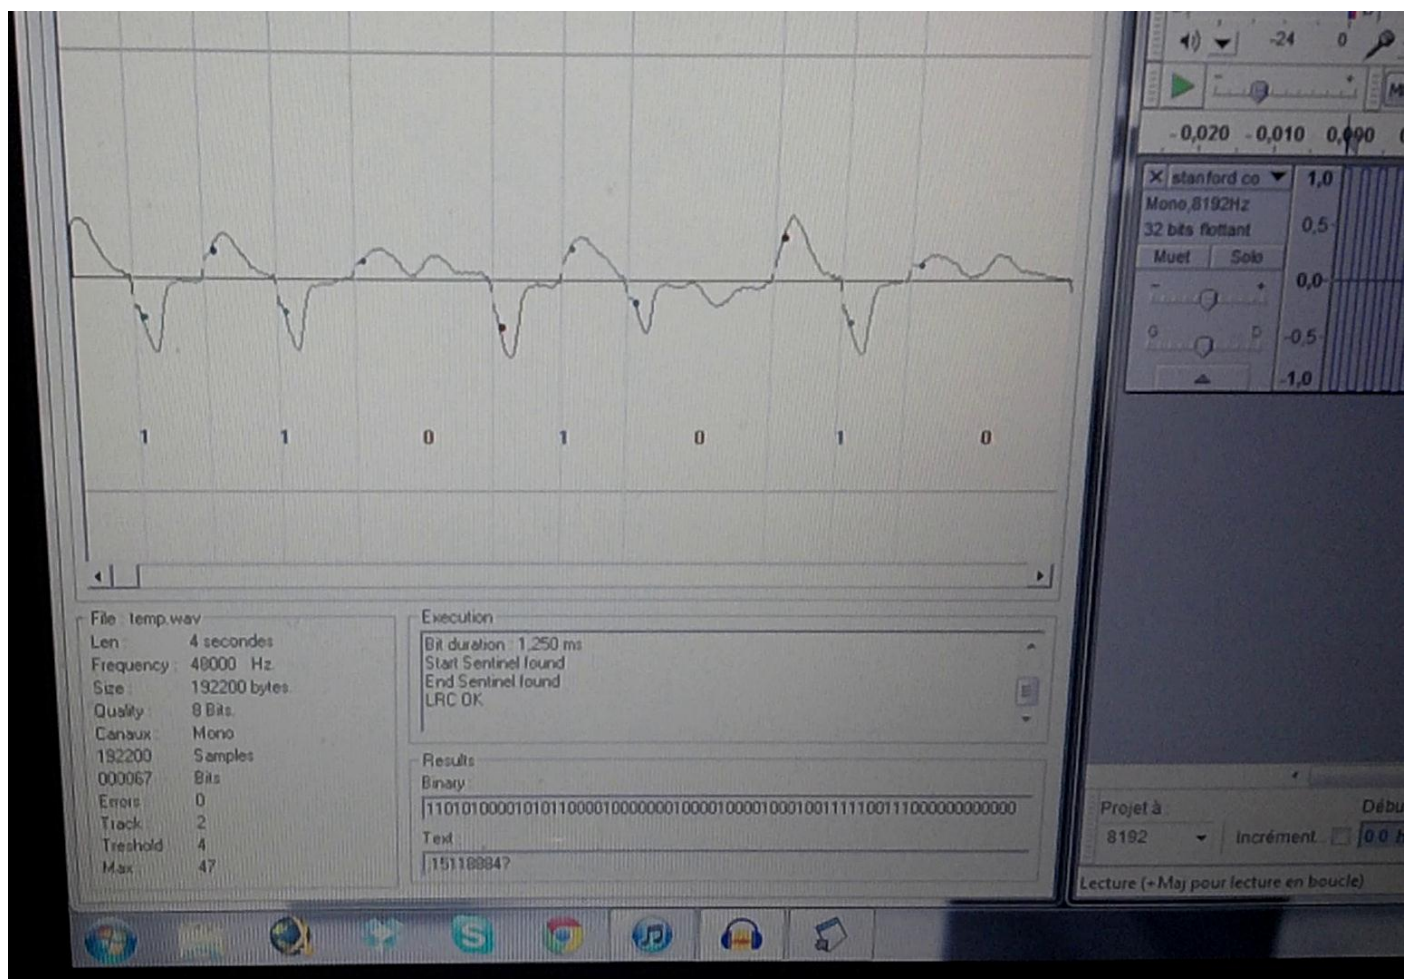 -24 0
M
-0,020 -0,010 0,000
× stanford co 1,0
Mono,8192Hz
32 bits flottant 0,5
Muet Solo
0,0
- +
G D -0,5
-1,0
1 1 0 1 0 1 0
File : temp.wav
Len : 4 secondes
Frequency : 48000 Hz.
Size : 192200 bytes.
Quality : 8 Bits.
Canaux : Mono
192200 Samples
000067 Bits
Errors 0
Track 2
Treshold 4
Max : 47
Execution
Bit duration : 1,250 ms
Start Sentinel found
End Sentinel found
LRC OK
Results
Binary :
1101010000101011000010000000100001000010001001111100111000000000000
Text :
;15118884?
Projet à : Débu
8192 Incrément 0 0 h
Lecture (+Maj pour lecture en boucle)